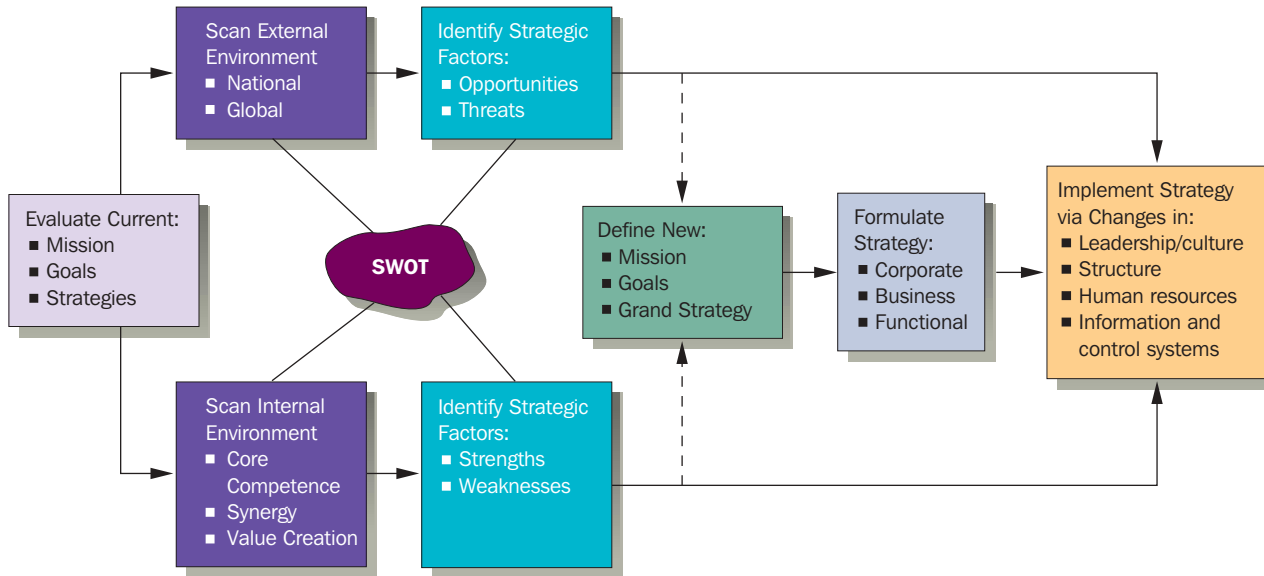 Scan External
Environment
■ National
■ Global
Identify Strategic
Factors:
■ Opportunities
■ Threats
Evaluate Current:
■ Mission
■ Goals
■ Strategies
SWOT
Define New:
■ Mission
■ Goals
■ Grand Strategy
Formulate
Strategy:
■ Corporate
■ Business
■ Functional
Implement Strategy
via Changes in:
■ Leadership/culture
■ Structure
■ Human resources
■ Information and
control systems
Scan Internal
Environment
■ Core
Competence
■ Synergy
■ Value Creation
Identify Strategic
Factors:
■ Strengths
■ Weaknesses